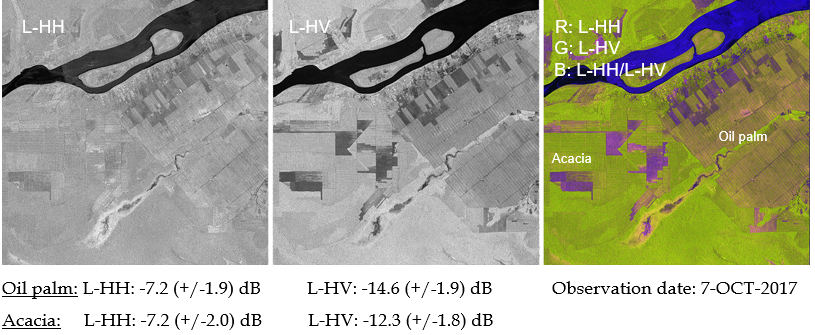 L-HH
L-HV
R: L-HH
G: L-HV
B: L-HH/L-HV
Oil palm
Acacia
Oil palm: L-HH: -7.2 (+/-1.9) dB L-HV: -14.6 (+/-1.9) dB Observation date: 7-OCT-2017
Acacia: L-HH: -7.2 (+/-2.0) dB L-HV: -12.3 (+/-1.8) dB